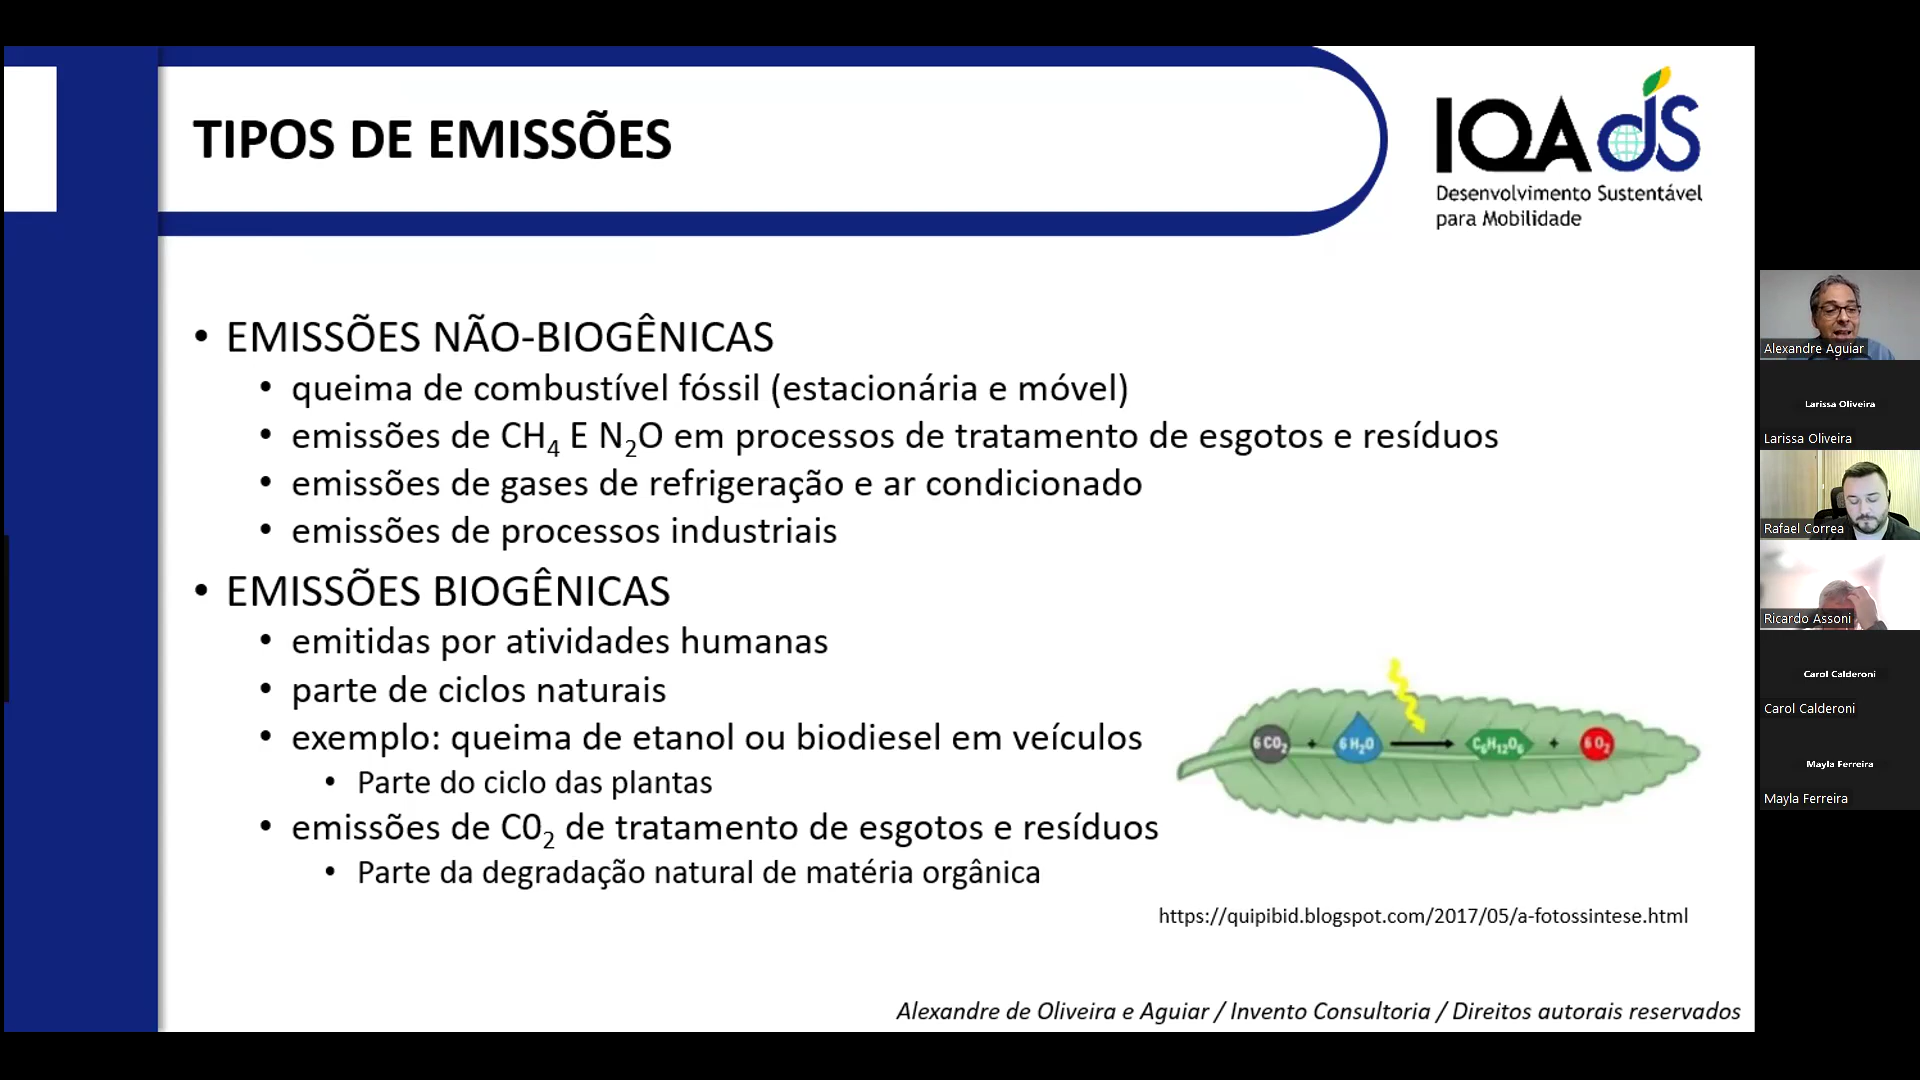 TIPOS DE EMISSÕES
IQAdS
Desenvolvimento Sustentável
para Mobilidade
• EMISSÕES NÃO-BIOGÊNICAS
• queima de combustível fóssil (estacionária e móvel)
• emissões de CH4 E N2O em processos de tratamento de esgotos e resíduos
• emissões de gases de refrigeração e ar condicionado
• emissões de processos industriais
• EMISSÕES BIOGÊNICAS
• emitidas por atividades humanas
• parte de ciclos naturais
• exemplo: queima de etanol ou biodiesel em veículos
• Parte do ciclo das plantas
• emissões de C02 de tratamento de esgotos e resíduos
• Parte da degradação natural de matéria orgânica
6 CO2 + 6 H2O → C6H12O6 + 6 O2
https://quipibid.blogspot.com/2017/05/a-fotossintese.html
Alexandre de Oliveira e Aguiar / Invento Consultoria / Direitos autorais reservados
Alexandre Aguiar
Larissa Oliveira
Larissa Oliveira
Rafael Correa
Ricardo Assoni
Carol Calderoni
Carol Calderoni
Mayla Ferreira
Mayla Ferreira